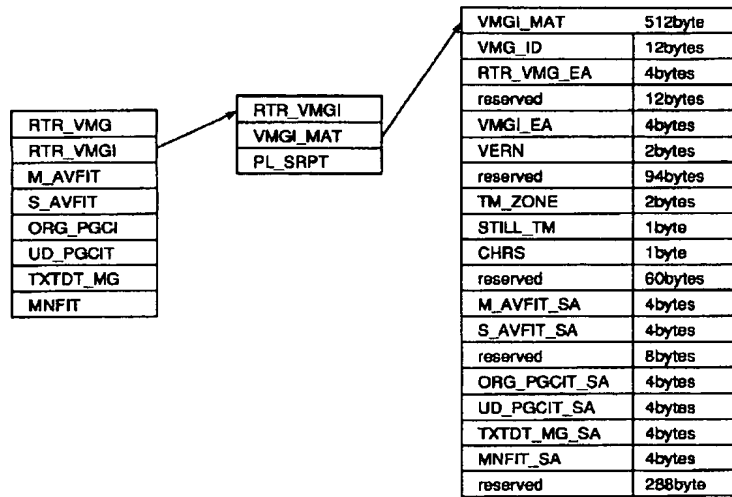 RTR_VMG
RTR_VMGI
M_AVFIT
S_AVFIT
ORG_PGCI
UD_PGCIT
TXTDT_MG
MNFIT
RTR_VMGI
VMGI_MAT
PL_SRPT
VMGI_MAT 512byte
VMG_ID 12bytes
RTR_VMG_EA 4bytes
reserved 12bytes
VMGI_EA 4bytes
VERN 2bytes
reserved 94bytes
TM_ZONE 2bytes
STILL_TM 1byte
CHRS 1byte
reserved 60bytes
M_AVFIT_SA 4bytes
S_AVFIT_SA 4bytes
reserved 8bytes
ORG_PGCIT_SA 4bytes
UD_PGCIT_SA 4bytes
TXTDT_MG_SA 4bytes
MNFIT_SA 4bytes
reserved 288byte